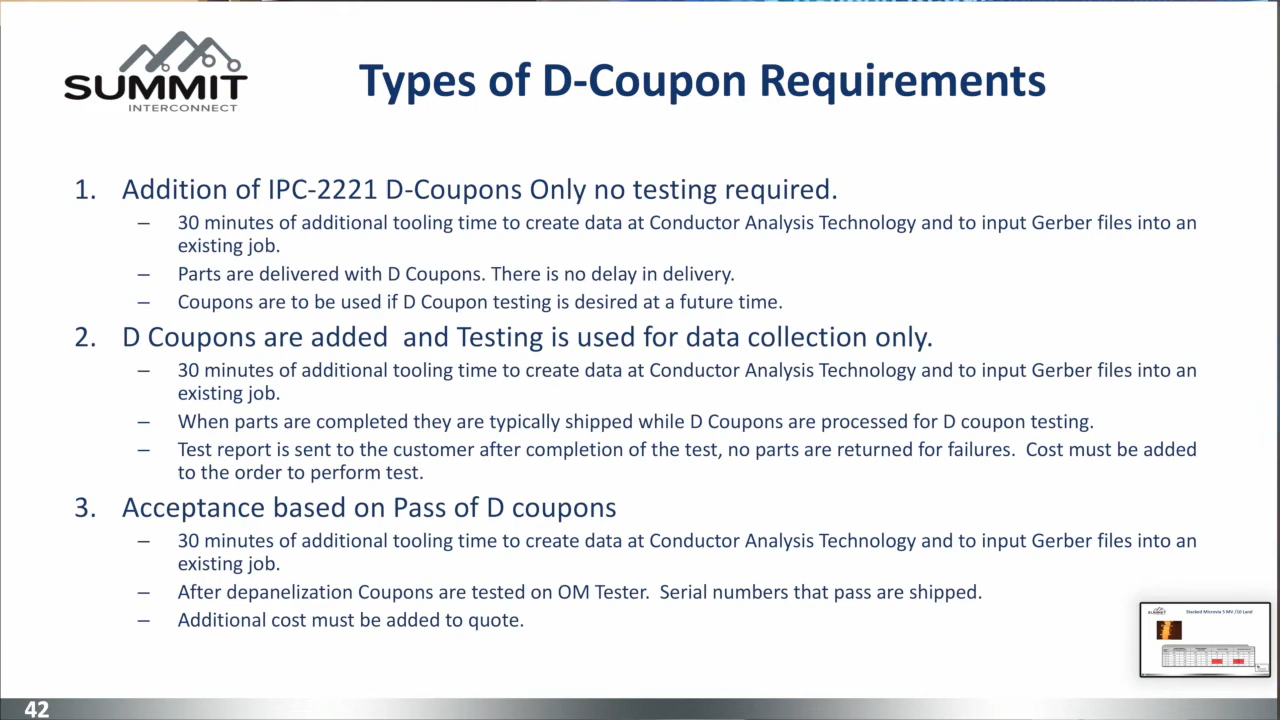 SUMMIT
INTERCONNECT
Types of D-Coupon Requirements
1. Addition of IPC-2221 D-Coupons Only no testing required.
– 30 minutes of additional tooling time to create data at Conductor Analysis Technology and to input Gerber files into an
existing job.
– Parts are delivered with D Coupons. There is no delay in delivery.
– Coupons are to be used if D Coupon testing is desired at a future time.
2. D Coupons are added  and Testing is used for data collection only.
– 30 minutes of additional tooling time to create data at Conductor Analysis Technology and to input Gerber files into an
existing job.
– When parts are completed they are typically shipped while D Coupons are processed for D coupon testing.
– Test report is sent to the customer after completion of the test, no parts are returned for failures.  Cost must be added
to the order to perform test.
3. Acceptance based on Pass of D coupons
– 30 minutes of additional tooling time to create data at Conductor Analysis Technology and to input Gerber files into an
existing job.
– After depanelization Coupons are tested on OM Tester.  Serial numbers that pass are shipped.
– Additional cost must be added to quote.
SUMMIT
Stacked Microvia 5 MV /10 Land
42